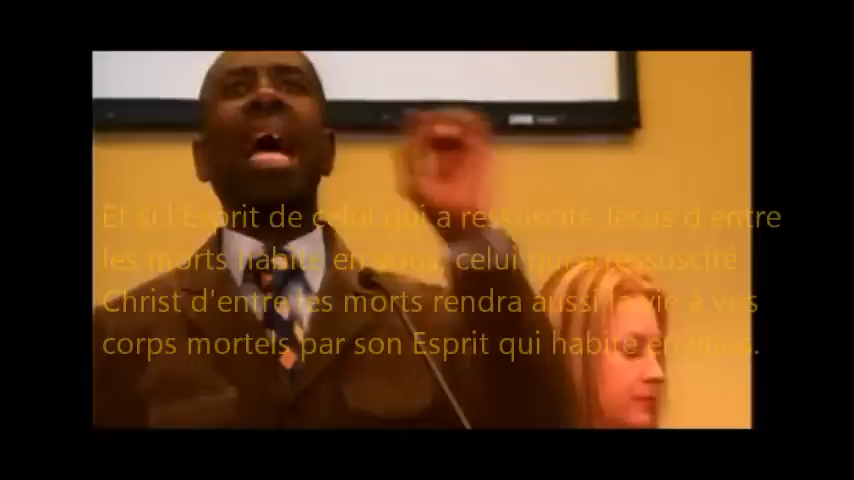 Et si l'Esprit de celui qui a ressuscité Jésus d'entre
les morts habite en vous, celui qui a ressuscité
Christ d'entre les morts rendra aussi la vie à vos
corps mortels par son Esprit qui habite en vous.